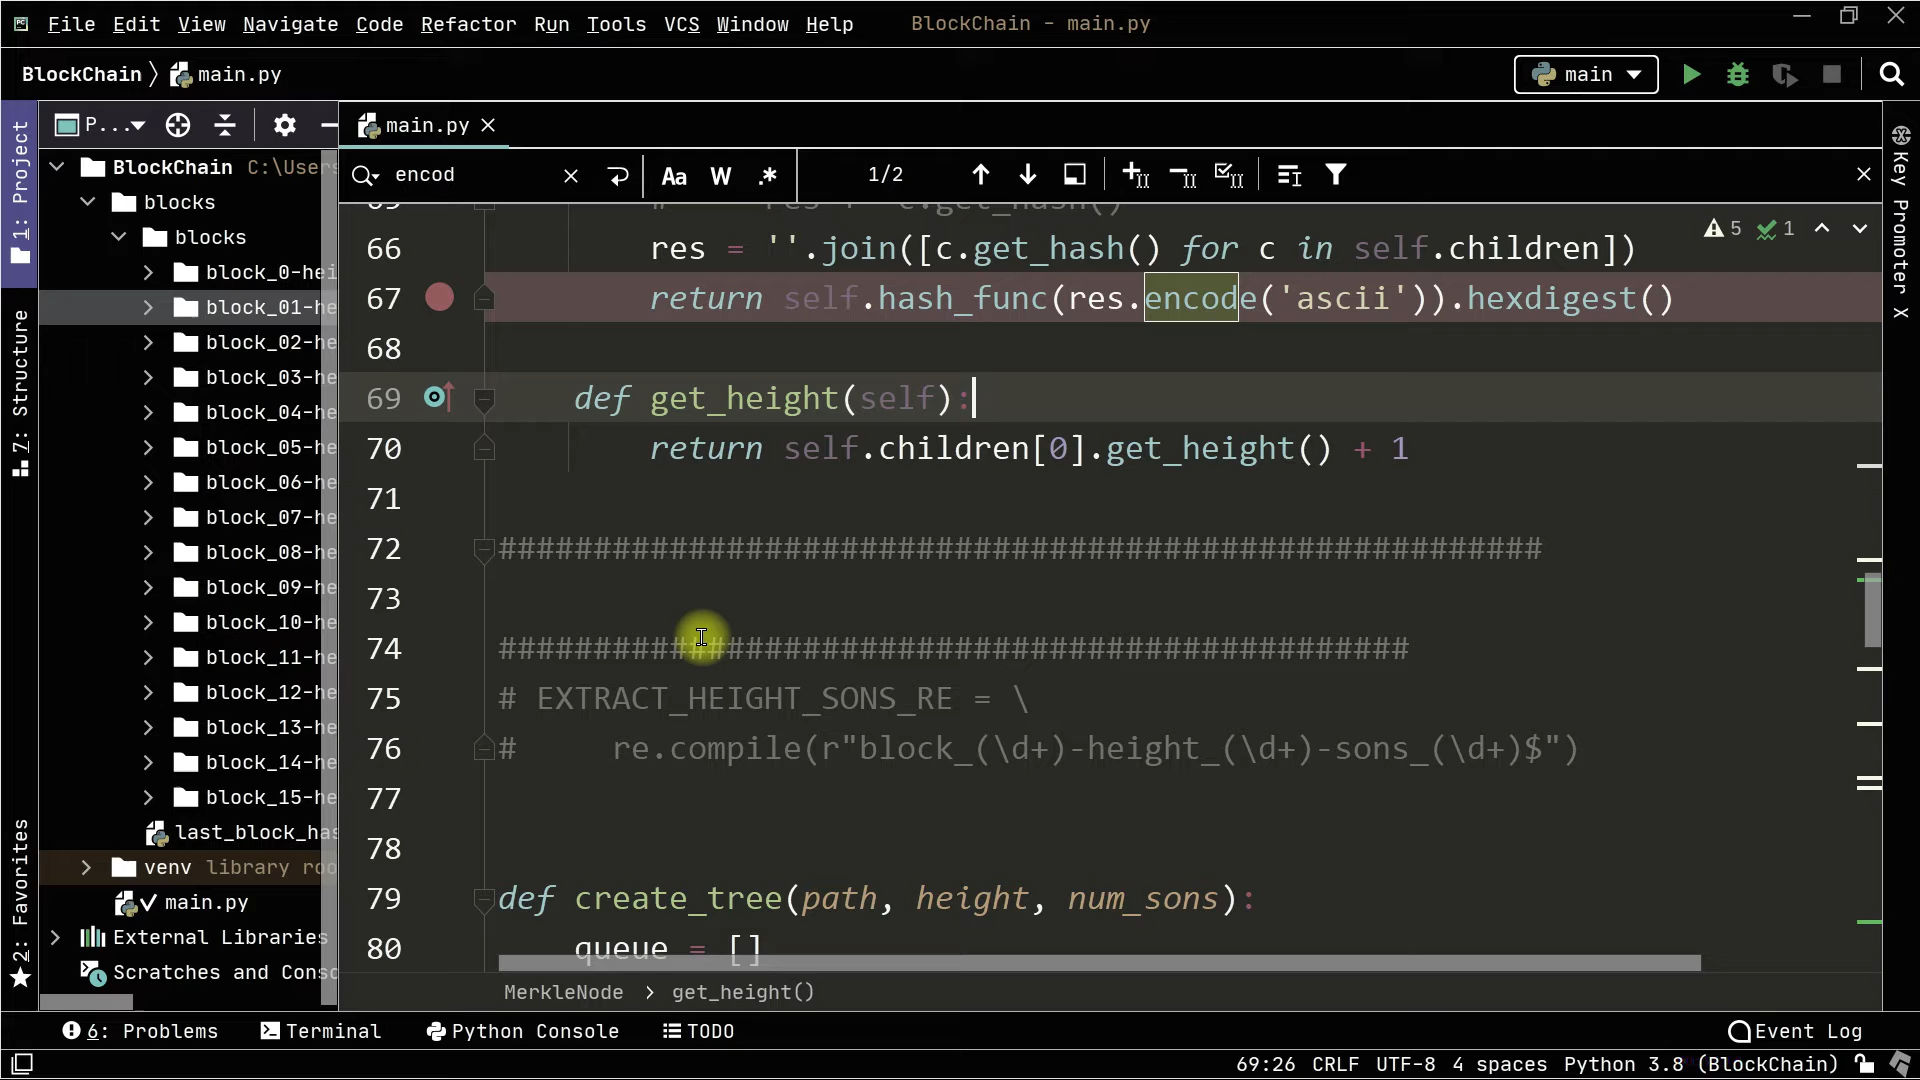 File Edit View Navigate Code Refactor Run Tools VCS Window Help BlockChain - main.py
BlockChain main.py main
1: Project
7: Structure
2: Favorites
P...
BlockChain C:\Users
blocks
blocks
block_0-hei
block_01-he
block_02-he
block_03-he
block_04-he
block_05-he
block_06-he
block_07-he
block_08-he
block_09-he
block_10-he
block_11-he
block_12-he
block_13-he
block_14-he
block_15-he
last_block_has
venv library roo
main.py
External Libraries
Scratches and Conso
main.py
encod Aa W .* 1/2
5 1
66 res = ''.join([c.get_hash() for c in self.children])
67 return self.hash_func(res.encode('ascii')).hexdigest()
68
69 def get_height(self):
70 return self.children[0].get_height() + 1
71
72 #######################################################
73
74 ################################################
75 # EXTRACT_HEIGHT_SONS_RE = \
76 #     re.compile(r"block_(\d+)-height_(\d+)-sons_(\d+)$")
77
78
79 def create_tree(path, height, num_sons):
80 queue = []
MerkleNode > get_height()
Key Promoter X
6: Problems Terminal Python Console TODO Event Log
69:26 CRLF UTF-8 4 spaces Python 3.8 (BlockChain)